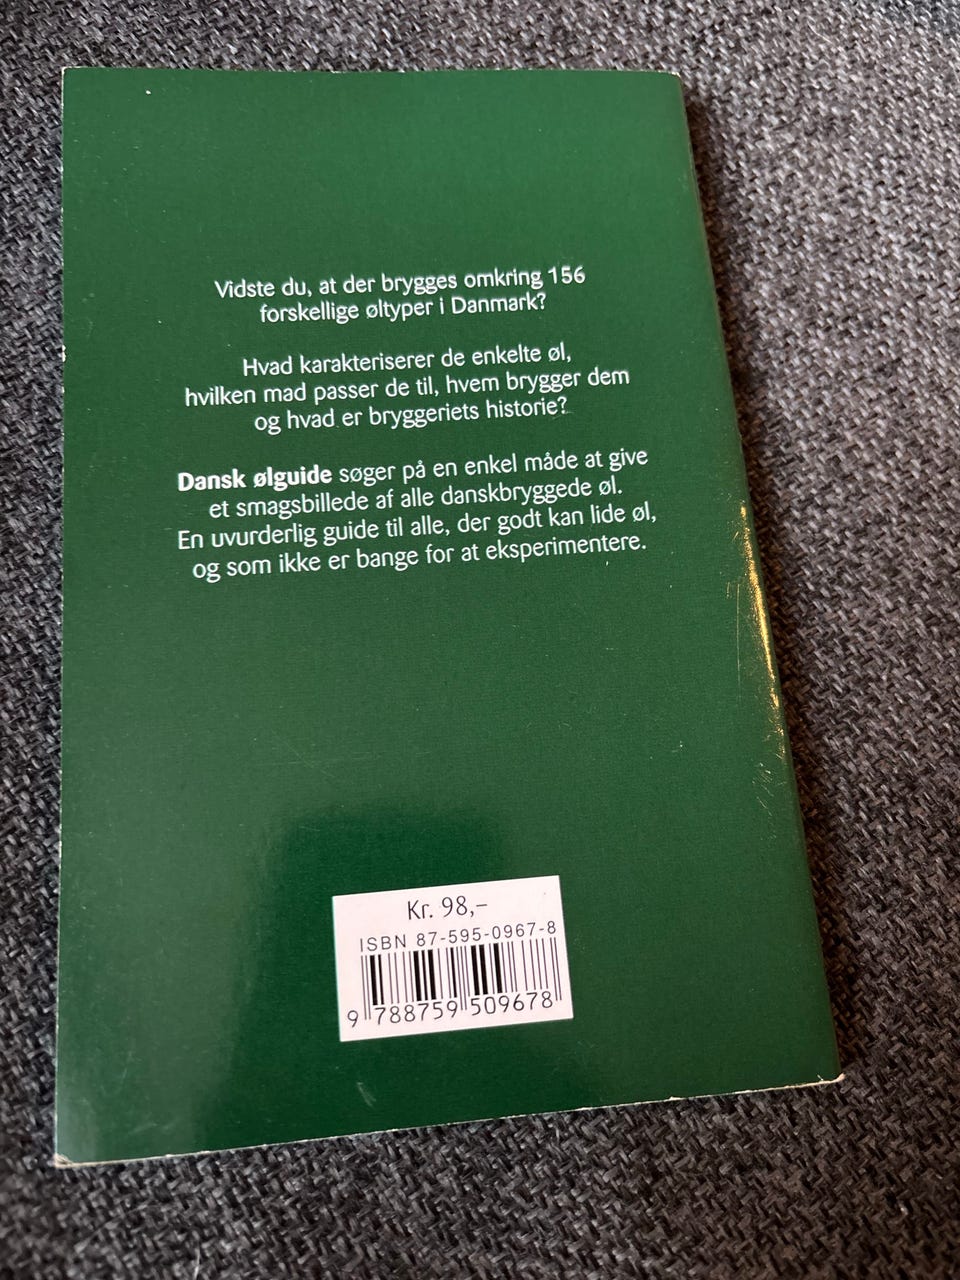 Vidste du, at der brygges omkring 156
forskellige øltyper i Danmark?
Hvad karakteriserer de enkelte øl,
hvilken mad passer de til, hvem brygger dem
og hvad er bryggeriets historie?
Dansk ølguide søger på en enkel måde at give
et smagsbillede af alle danskbryggede øl.
En uvurderlig guide til alle, der godt kan lide øl,
og som ikke er bange for at eksperimentere.
Kr. 98,-
ISBN 87-595-0967-8
9 788759 509678